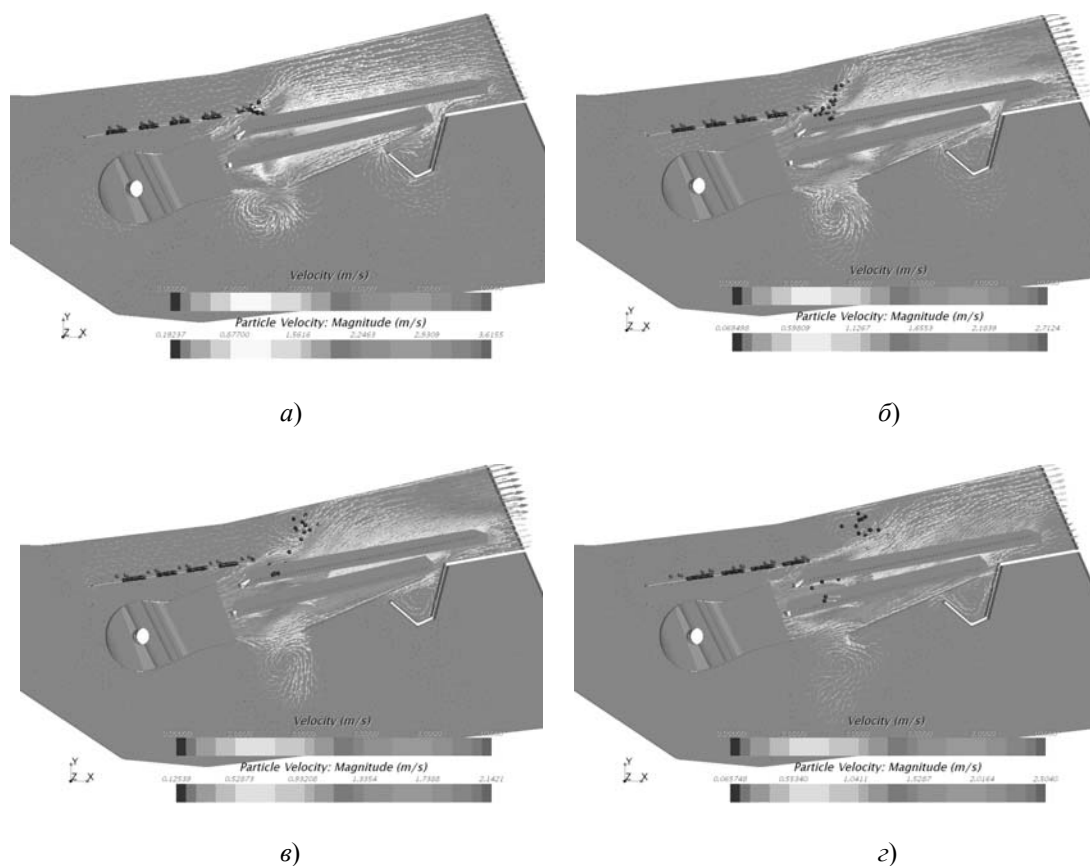 Velocity (m/s)
Particle Velocity: Magnitude (m/s)
0.19237 0.87700 1.5616 2.2463 2.9309 3.6155
Y
Z X
а)
Velocity (m/s)
Particle Velocity: Magnitude (m/s)
0.069498 0.59809 1.1267 1.6553 2.1839 2.7124
Y
Z X
б)
Velocity (m/s)
Particle Velocity: Magnitude (m/s)
0.12539 0.52873 0.93208 1.3354 1.7388 2.1421
Y
Z X
в)
Velocity (m/s)
Particle Velocity: Magnitude (m/s)
0.065748 0.55340 1.0411 1.5287 2.0164 2.5040
Y
Z X
г)